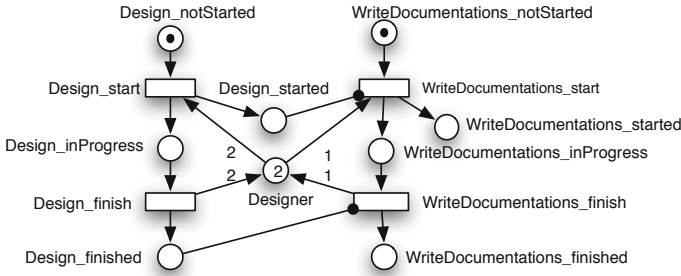 Design_notStarted WriteDocumentations_notStarted
Design_start Design_started WriteDocumentations_start
WriteDocumentations_started
Design_inProgress 2 1 WriteDocumentations_inProgress
2 2 1
Design_finish Designer WriteDocumentations_finish
Design_finished WriteDocumentations_finished